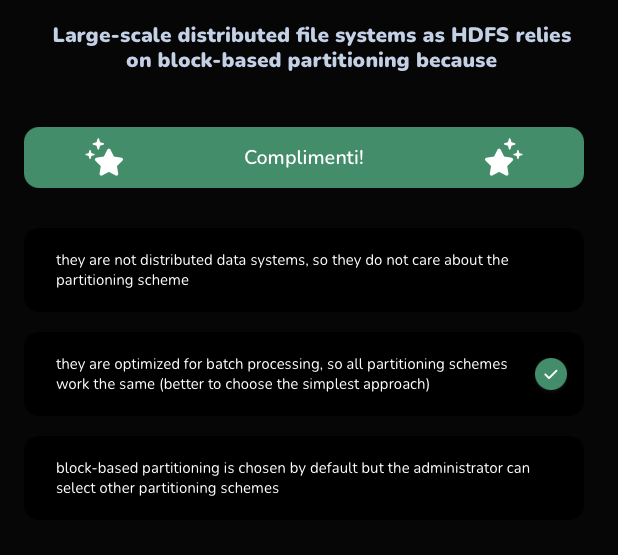 Large-scale distributed file systems as HDFS relies
on block-based partitioning because
Complimenti!
they are not distributed data systems, so they do not care about the
partitioning scheme
they are optimized for batch processing, so all partitioning schemes
work the same (better to choose the simplest approach)
block-based partitioning is chosen by default but the administrator can
select other partitioning schemes